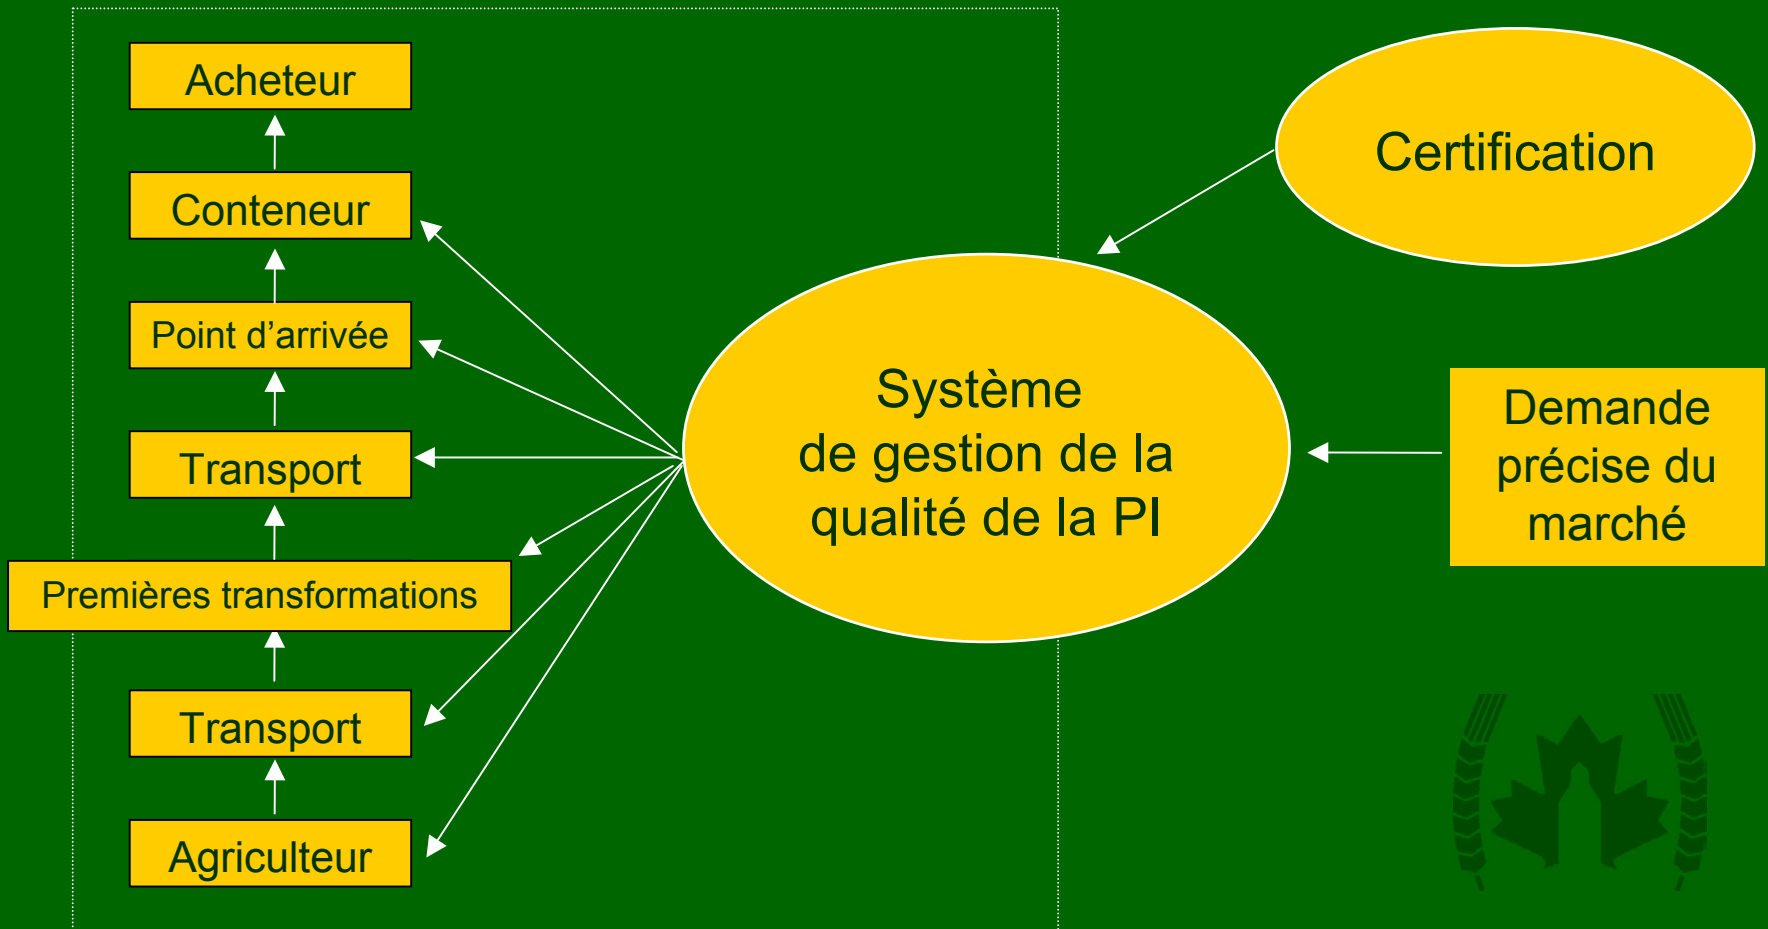 Acheteur
Conteneur
Point d’arrivée
Transport
Premières transformations
Transport
Agriculteur
Système
de gestion de la
qualité de la PI
Certification
Demande
précise du
marché